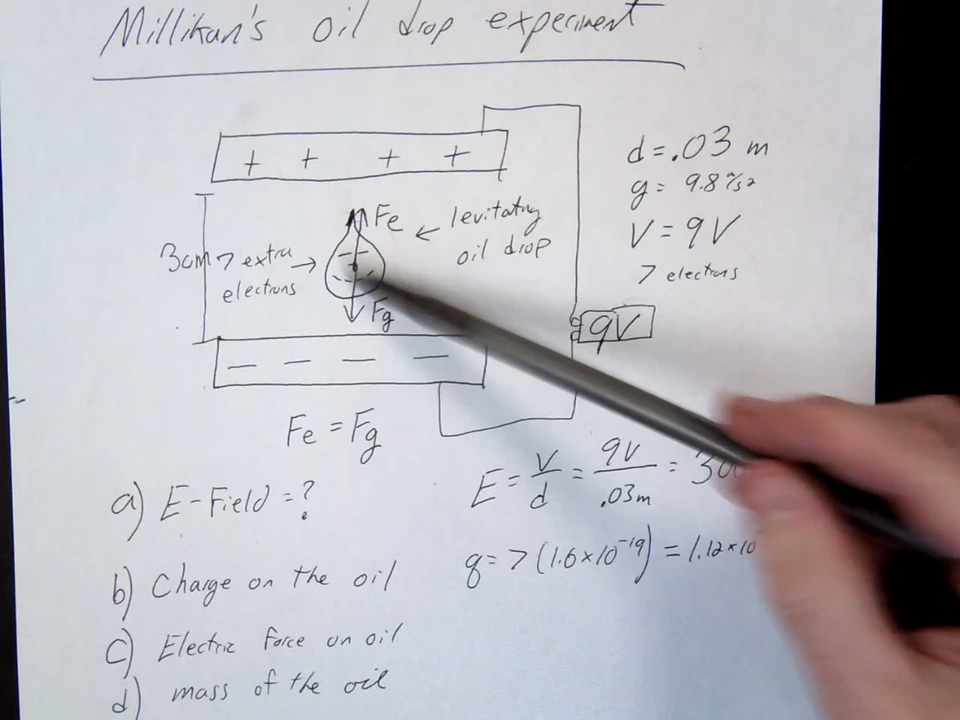 Millikan's oil drop experiment
+ + + +
d = .03 m
g = 9.8 m/s²
V = 9V
7 electrons
Fe ← levitating oil drop
3cm 7 extra electrons →
Fg
9V
Fe = Fg
a) E-Field = ?
E = V/d = 9V/.03m =
b) Charge on the oil
q = 7 (1.6×10⁻¹⁹) = 1.12×10
c) Electric force on oil
d) mass of the oil